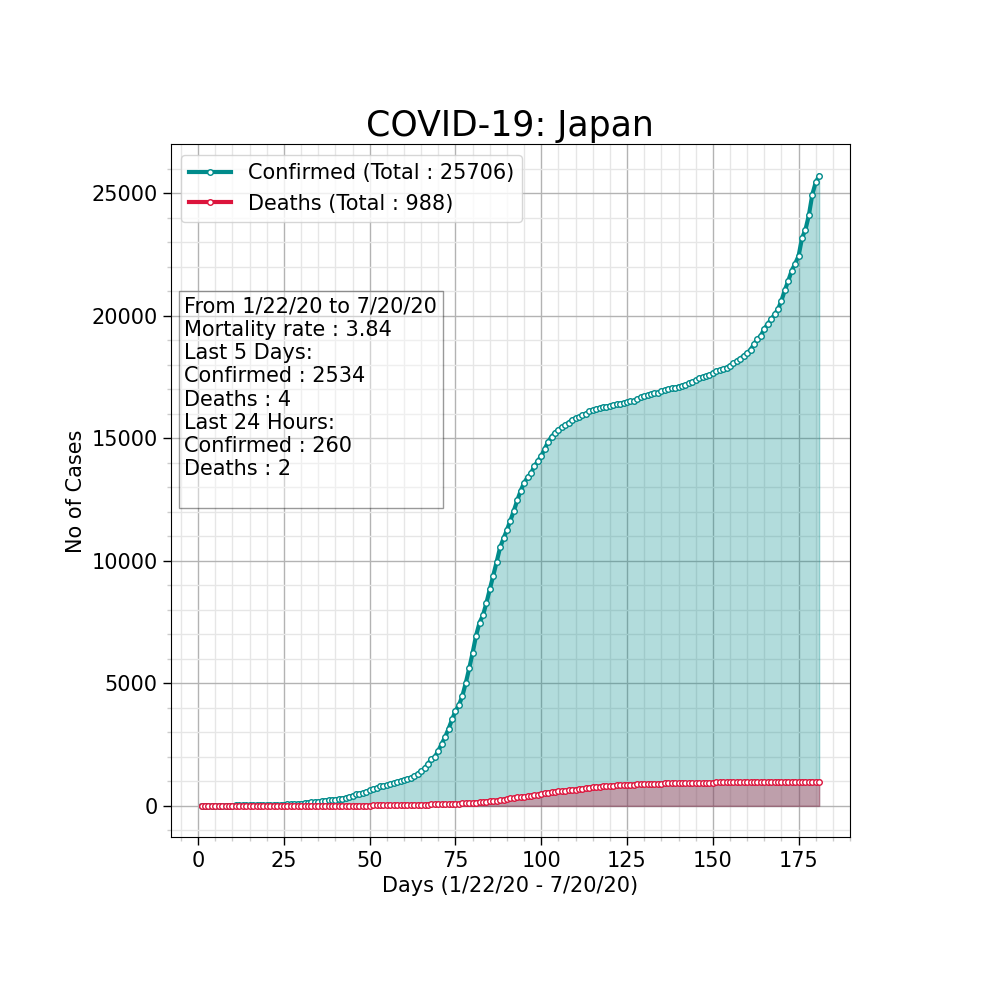 COVID-19: Japan
Confirmed (Total : 25706)
Deaths (Total : 988)
From 1/22/20 to 7/20/20
Mortality rate : 3.84
Last 5 Days:
Confirmed : 2534
Deaths : 4
Last 24 Hours:
Confirmed : 260
Deaths : 2
No of Cases
25000
20000
15000
10000
5000
0
0 25 50 75 100 125 150 175
Days (1/22/20 - 7/20/20)